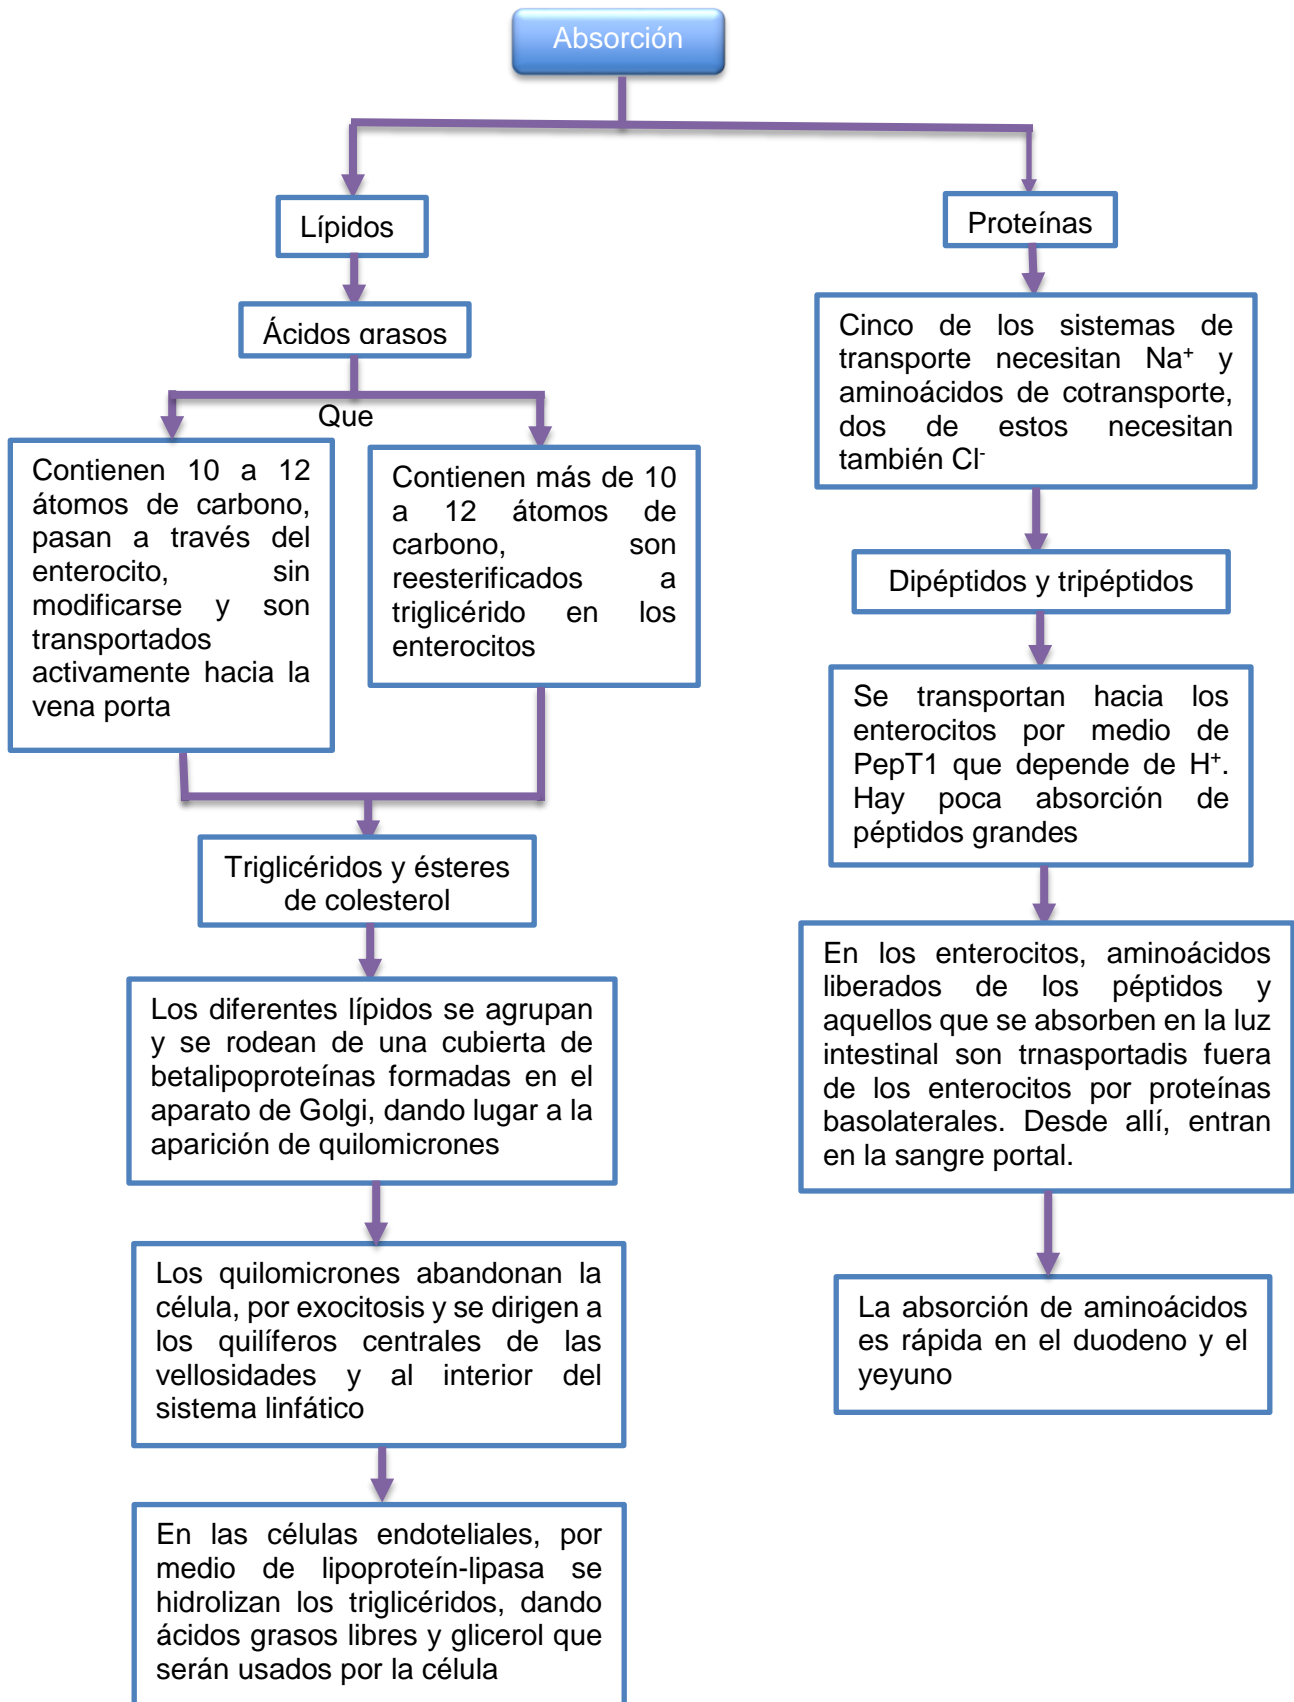 Absorción
Lípidos
Ácidos grasos
Que
Contienen 10 a 12
átomos de carbono,
pasan a través del
enterocito, sin
modificarse y son
transportados
activamente hacia la
vena porta
Contienen más de 10
a 12 átomos de
carbono, son
reesterificados a
triglicérido en los
enterocitos
Triglicéridos y ésteres
de colesterol
Los diferentes lípidos se agrupan
y se rodean de una cubierta de
betalipoproteínas formadas en el
aparato de Golgi, dando lugar a la
aparición de quilomicrones
Los quilomicrones abandonan la
célula, por exocitosis y se dirigen a
los quilíferos centrales de las
vellosidades y al interior del
sistema linfático
En las células endoteliales, por
medio de lipoproteín-lipasa se
hidrolizan los triglicéridos, dando
ácidos grasos libres y glicerol que
serán usados por la célula
Proteínas
Cinco de los sistemas de
transporte necesitan Na⁺ y
aminoácidos de cotransporte,
dos de estos necesitan
también Cl⁻
Dipéptidos y tripéptidos
Se transportan hacia los
enterocitos por medio de
PepT1 que depende de H⁺.
Hay poca absorción de
péptidos grandes
En los enterocitos, aminoácidos
liberados de los péptidos y
aquellos que se absorben en la luz
intestinal son trnasportadis fuera
de los enterocitos por proteínas
basolaterales. Desde allí, entran
en la sangre portal.
La absorción de aminoácidos
es rápida en el duodeno y el
yeyuno